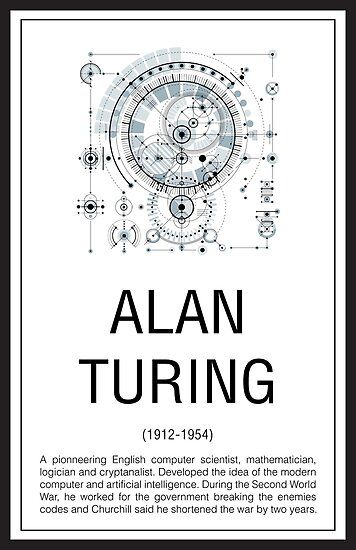 ALAN
TURING
(1912-1954)
A pionneering English computer scientist, mathematician,
logician and cryptanalist. Developed the idea of the modern
computer and artificial intelligence. During the Second World
War, he worked for the government breaking the enemies
codes and Churchill said he shortened the war by two years.